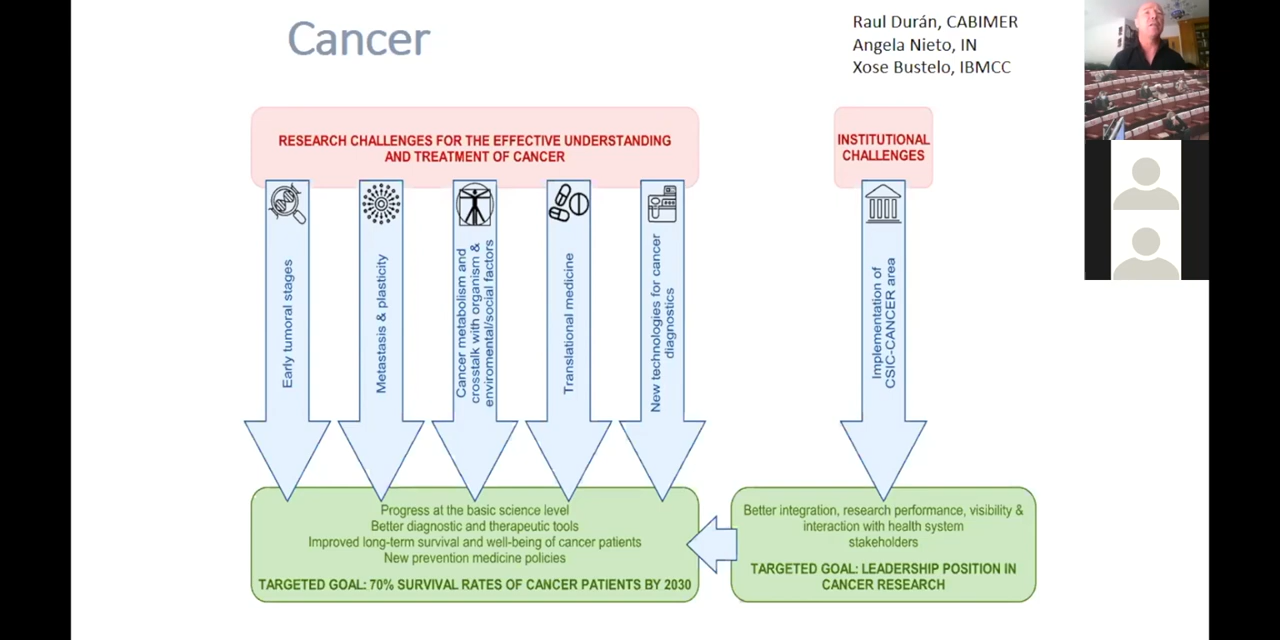 Cancer
Raul Durán, CABIMER
Angela Nieto, IN
Xose Bustelo, IBMCC
RESEARCH CHALLENGES FOR THE EFFECTIVE UNDERSTANDING
AND TREATMENT OF CANCER
INSTITUTIONAL
CHALLENGES
Early tumoral stages
Metastasis & plasticity
Cancer metabolism and
crosstalk with organism &
enviromental/social factors
Translational medicine
New technologies for cancer
diagnostics
Implementation of
CSIC-CANCER area
Progress at the basic science level
Better diagnostic and therapeutic tools
Improved long-term survival and well-being of cancer patients
New prevention medicine policies
TARGETED GOAL: 70% SURVIVAL RATES OF CANCER PATIENTS BY 2030
Better integration, research performance, visibility &
interaction with health system
stakeholders
TARGETED GOAL: LEADERSHIP POSITION IN
CANCER RESEARCH